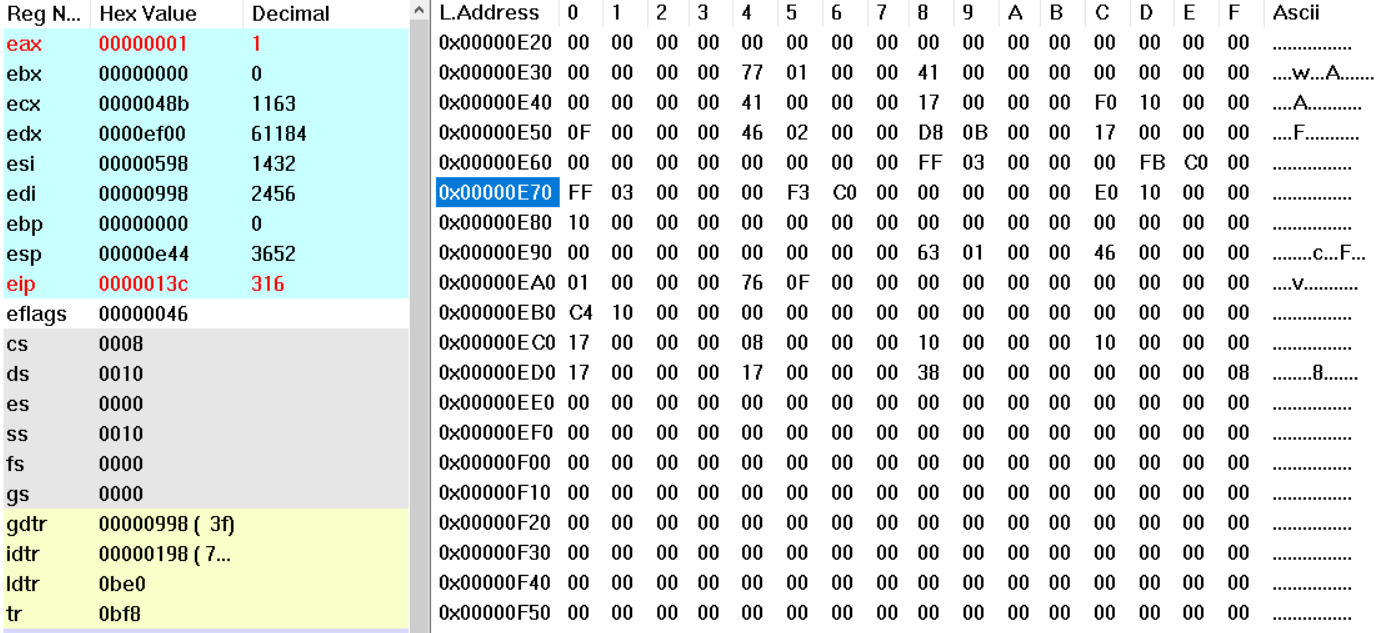 Reg N... Hex Value Decimal
eax 00000001 1
ebx 00000000 0
ecx 0000048b 1163
edx 0000ef00 61184
esi 00000598 1432
edi 00000998 2456
ebp 00000000 0
esp 00000e44 3652
eip 0000013c 316
eflags 00000046
cs 0008
ds 0010
es 0000
ss 0010
fs 0000
gs 0000
gdtr 00000998 ( 3f)
idtr 00000198 ( 7...
ldtr 0be0
tr 0bf8
L.Address 0 1 2 3 4 5 6 7 8 9 A B C D E F Ascii
0x00000E20 00 00 00 00 00 00 00 00 00 00 00 00 00 00 00 00 ................
0x00000E30 00 00 00 00 77 01 00 00 41 00 00 00 00 00 00 00 ....w...A.......
0x00000E40 00 00 00 00 41 00 00 00 17 00 00 00 F0 10 00 00 ....A...........
0x00000E50 0F 00 00 00 46 02 00 00 D8 0B 00 00 17 00 00 00 ....F...........
0x00000E60 00 00 00 00 00 00 00 00 FF 03 00 00 00 FB C0 00 ................
0x00000E70 FF 03 00 00 00 F3 C0 00 00 00 00 00 E0 10 00 00 ................
0x00000E80 10 00 00 00 00 00 00 00 00 00 00 00 00 00 00 00 ................
0x00000E90 00 00 00 00 00 00 00 00 63 01 00 00 46 00 00 00 ........c...F...
0x00000EA0 01 00 00 00 76 0F 00 00 00 00 00 00 00 00 00 00 ....v...........
0x00000EB0 C4 10 00 00 00 00 00 00 00 00 00 00 00 00 00 00 ................
0x00000EC0 17 00 00 00 08 00 00 00 10 00 00 00 10 00 00 00 ................
0x00000ED0 17 00 00 00 17 00 00 00 38 00 00 00 00 00 00 08 ........8.......
0x00000EE0 00 00 00 00 00 00 00 00 00 00 00 00 00 00 00 00 ................
0x00000EF0 00 00 00 00 00 00 00 00 00 00 00 00 00 00 00 00 ................
0x00000F00 00 00 00 00 00 00 00 00 00 00 00 00 00 00 00 00 ................
0x00000F10 00 00 00 00 00 00 00 00 00 00 00 00 00 00 00 00 ................
0x00000F20 00 00 00 00 00 00 00 00 00 00 00 00 00 00 00 00 ................
0x00000F30 00 00 00 00 00 00 00 00 00 00 00 00 00 00 00 00 ................
0x00000F40 00 00 00 00 00 00 00 00 00 00 00 00 00 00 00 00 ................
0x00000F50 00 00 00 00 00 00 00 00 00 00 00 00 00 00 00 00 ................